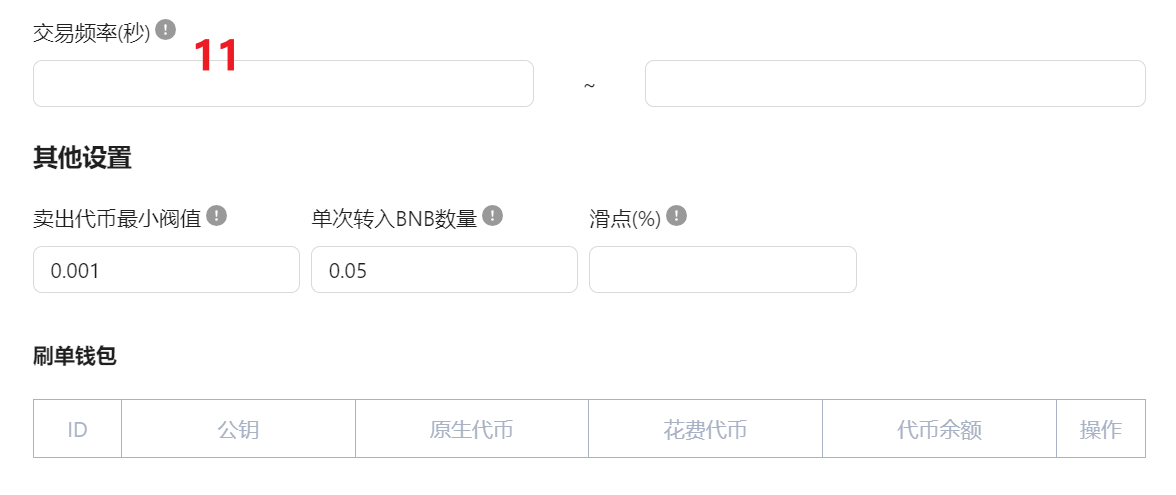 交易频率(秒) !
11
~
其他设置
卖出代币最小阀值 ! 单次转入BNB数量 ! 滑点(%) !
0.001 0.05
刷单钱包
ID 公钥 原生代币 花费代币 代币余额 操作